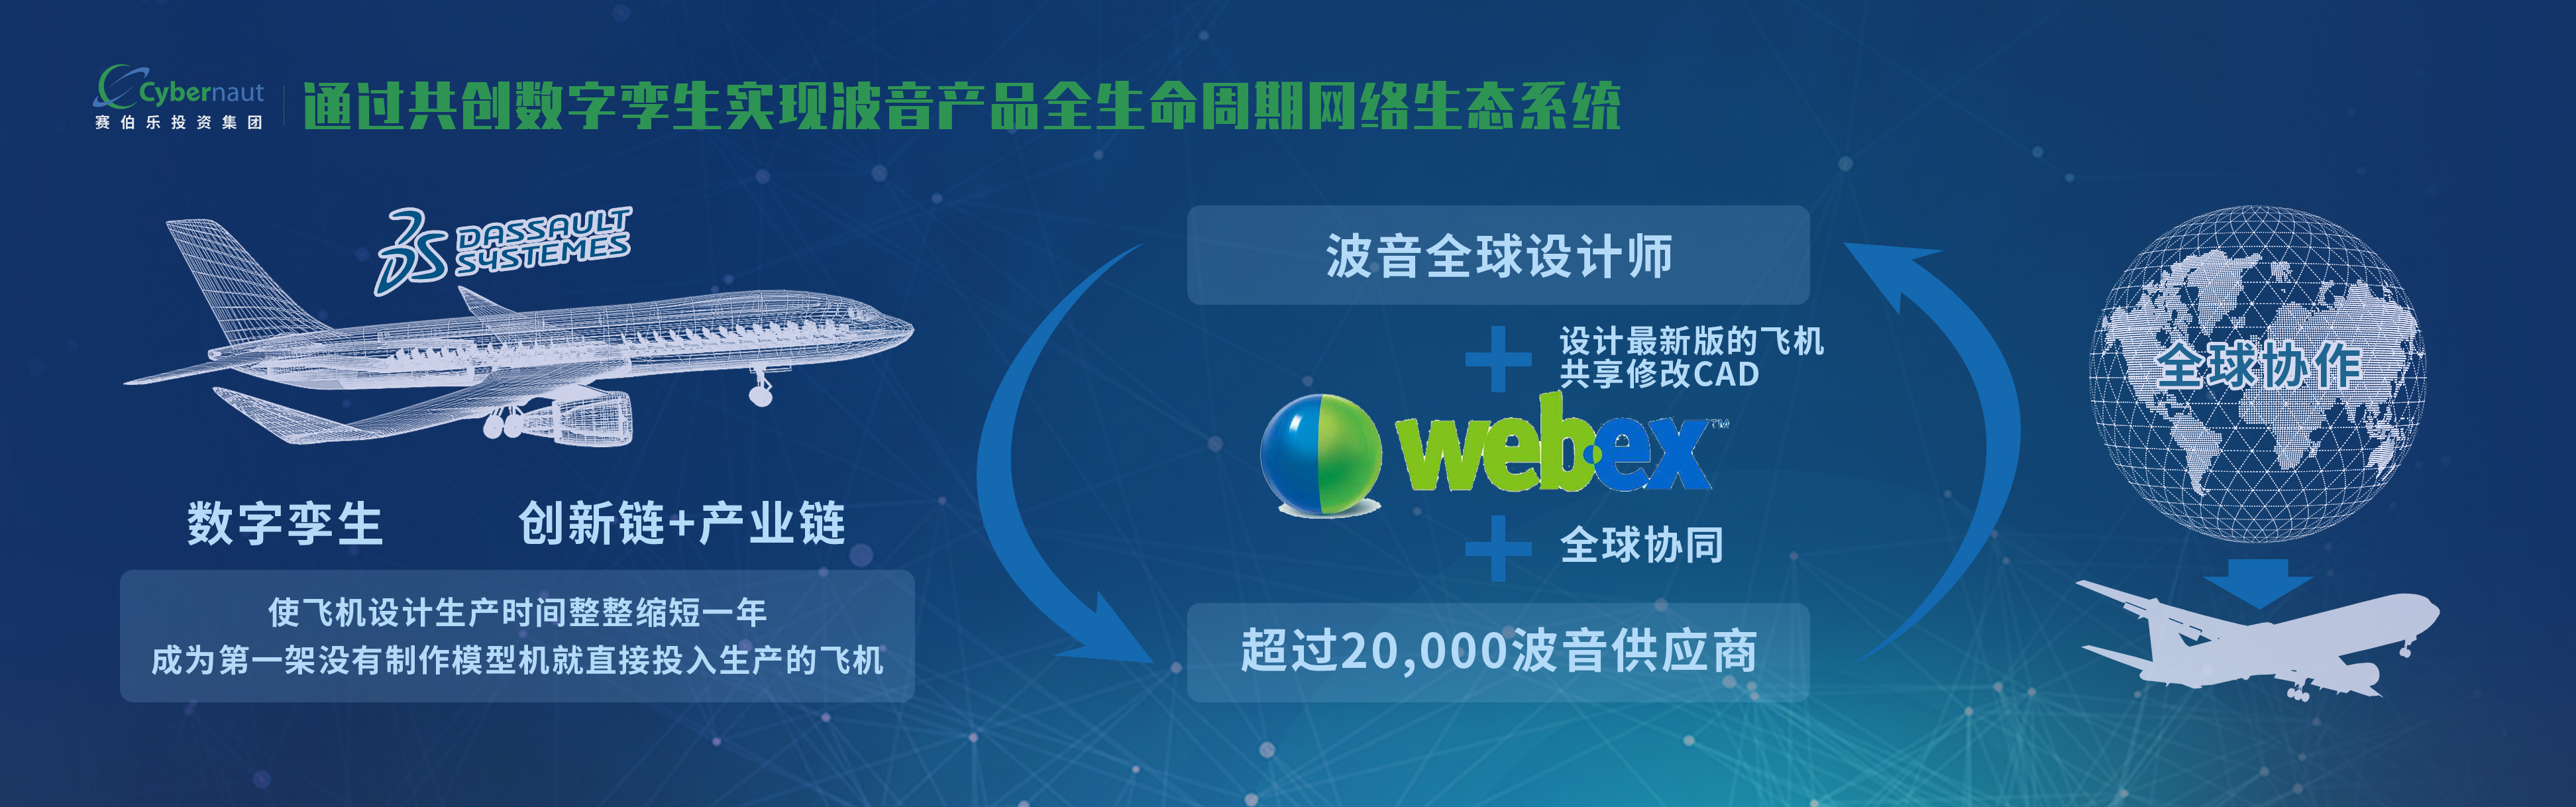 Cybernaut
赛伯乐投资集团
通过共创数字孪生实现波音产品全生命周期网络生态系统
3DS DASSAULT
SYSTEMES
数字孪生
创新链+产业链
使飞机设计生产时间整整缩短一年
成为第一架没有制作模型机就直接投入生产的飞机
波音全球设计师
设计最新版的飞机
共享修改CAD
webex™
全球协同
超过20,000波音供应商
全球协作